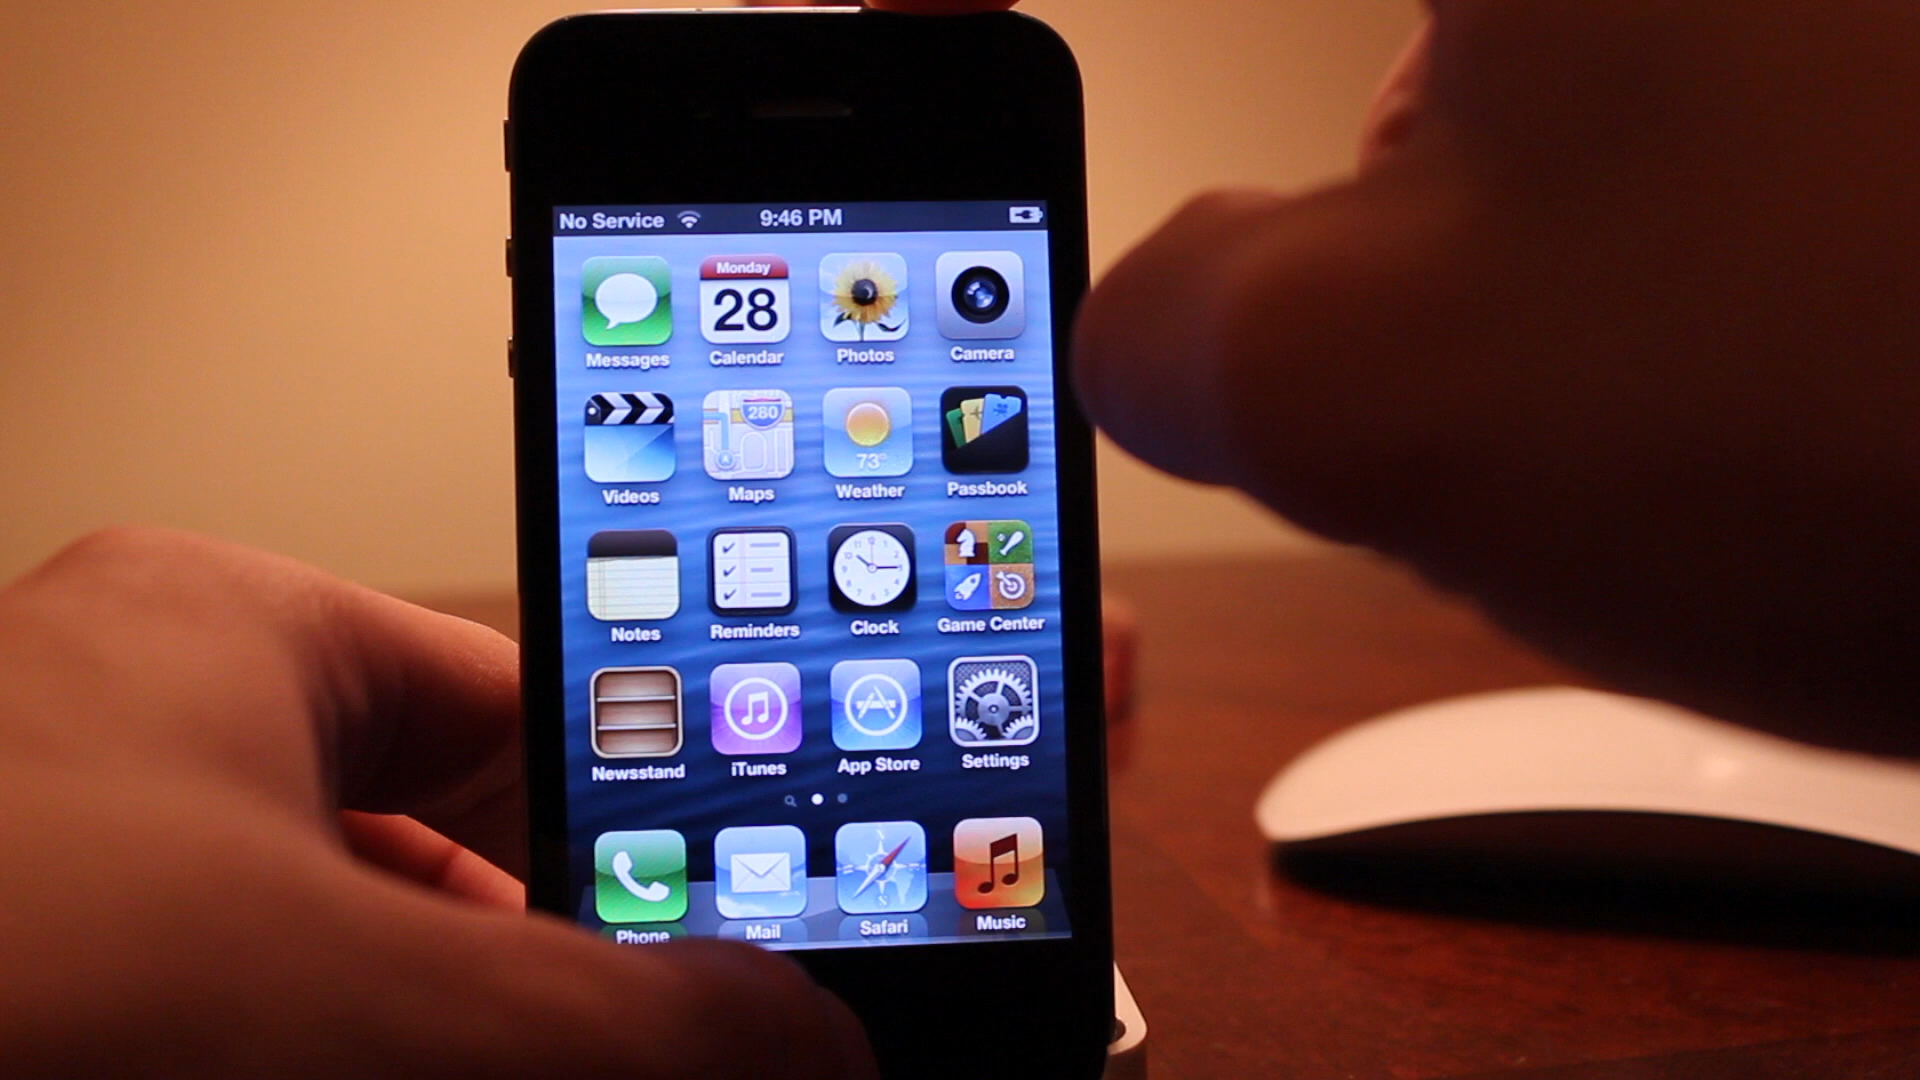 No Service 9:46 PM
Monday
28
Messages Calendar Photos Camera
280
73°
Videos Maps Weather Passbook
Notes Reminders Clock Game Center
Newsstand iTunes App Store Settings
N
S
Phone Mail Safari Music